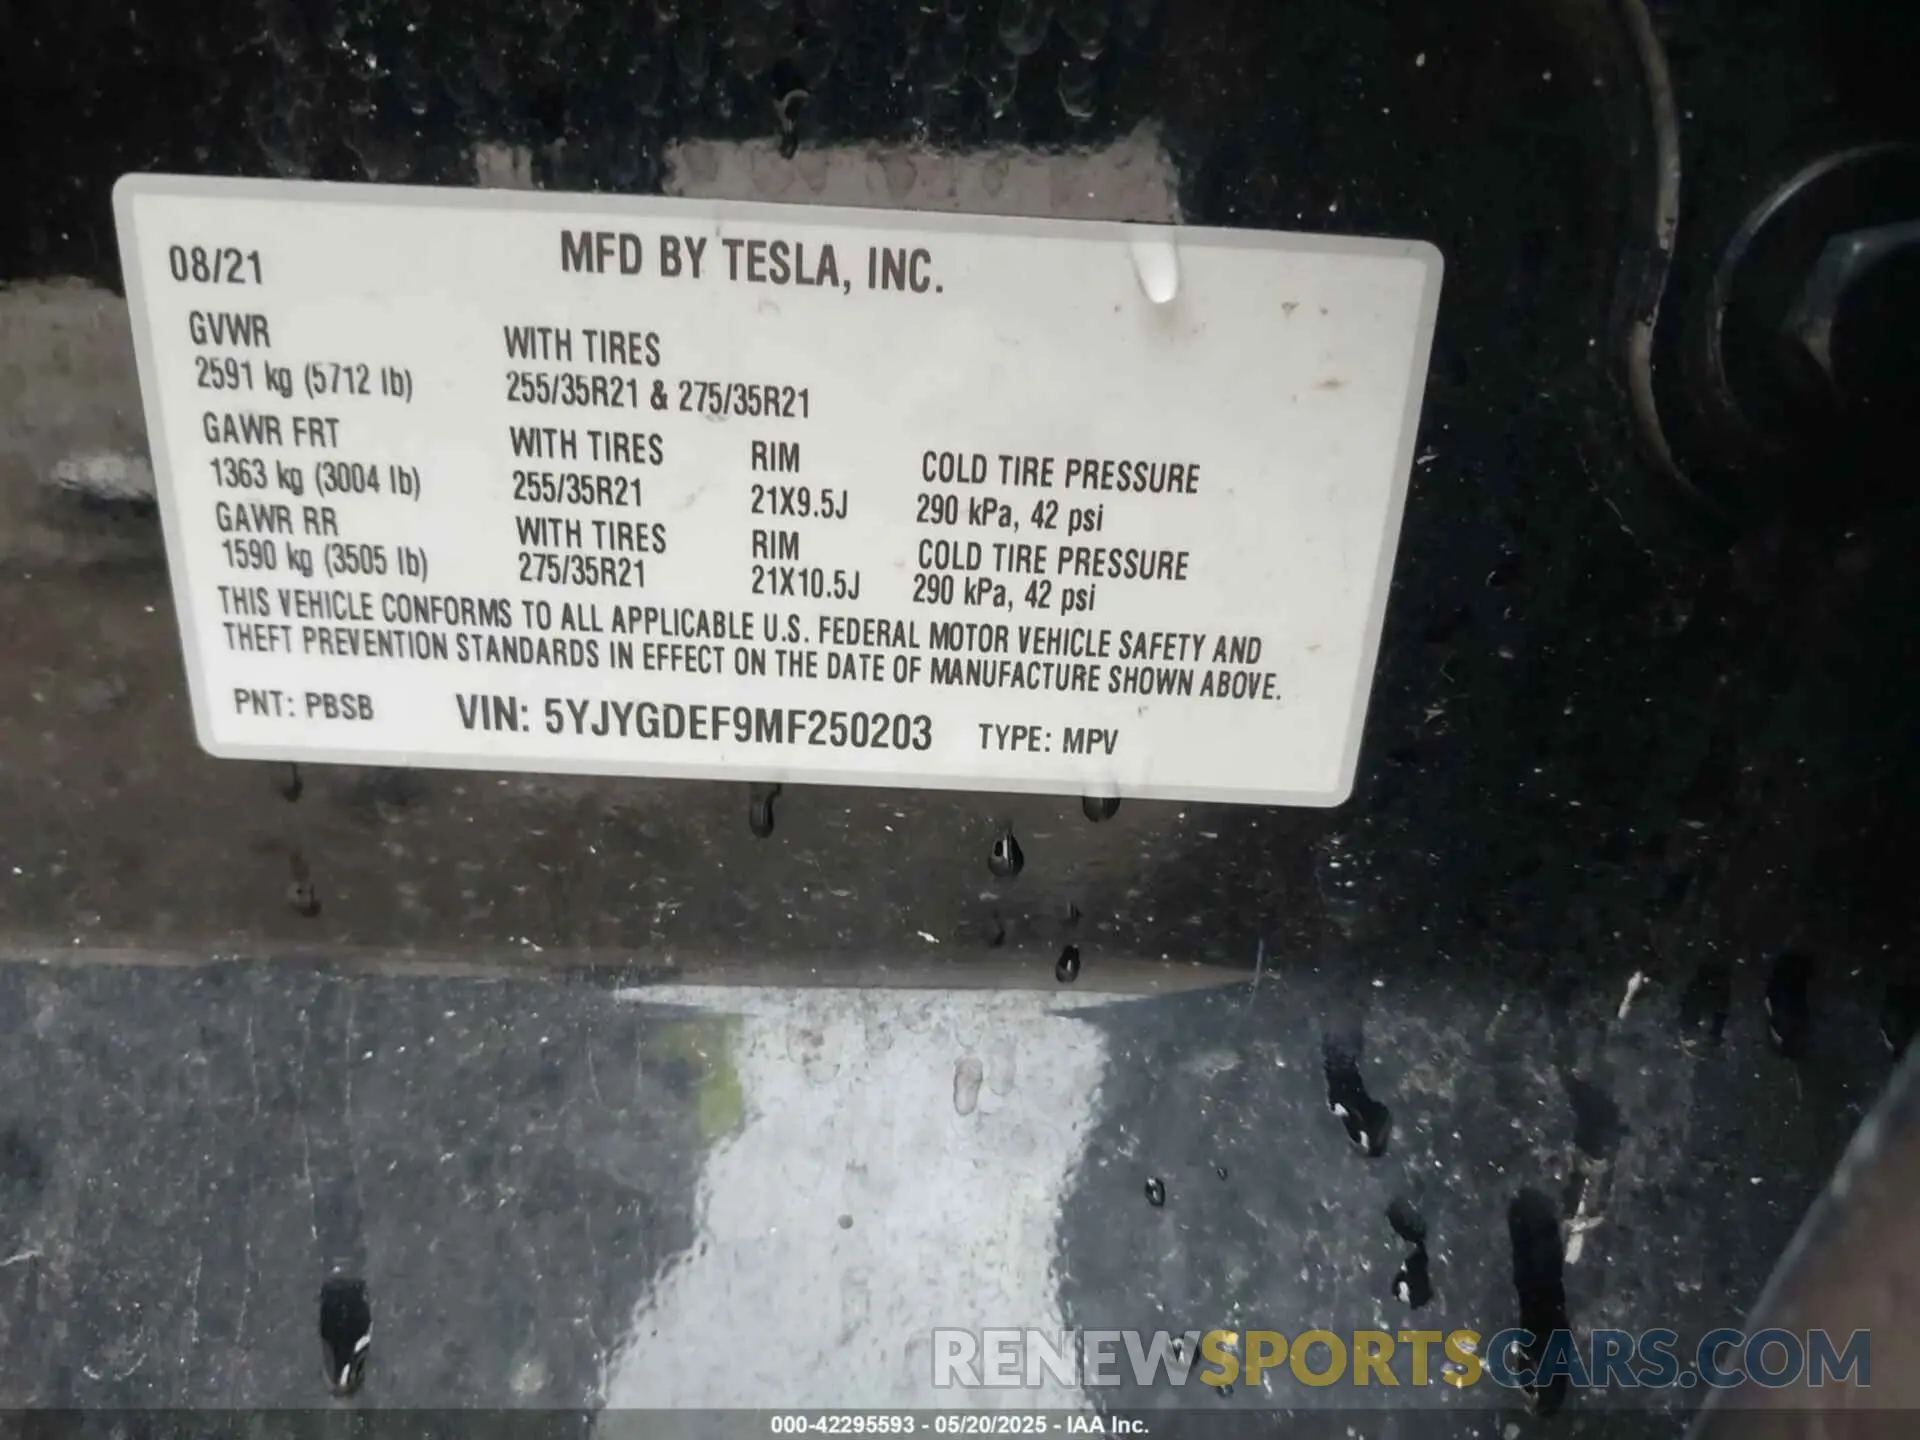 08/21 MFD BY TESLA, INC.
GVWR WITH TIRES
2591 kg (5712 lb) 255/35R21 & 275/35R21
GAWR FRT WITH TIRES RIM COLD TIRE PRESSURE
1363 kg (3004 lb) 255/35R21 21X9.5J 290 kPa, 42 psi
GAWR RR WITH TIRES RIM COLD TIRE PRESSURE
1590 kg (3505 lb) 275/35R21 21X10.5J 290 kPa, 42 psi
THIS VEHICLE CONFORMS TO ALL APPLICABLE U.S. FEDERAL MOTOR VEHICLE SAFETY AND
THEFT PREVENTION STANDARDS IN EFFECT ON THE DATE OF MANUFACTURE SHOWN ABOVE.
PNT: PBSB VIN: 5YJYGDEF9MF250203 TYPE: MPV
RENEWSPORTSCARS.COM
000-42295593 - 05/20/2025 - IAA Inc.